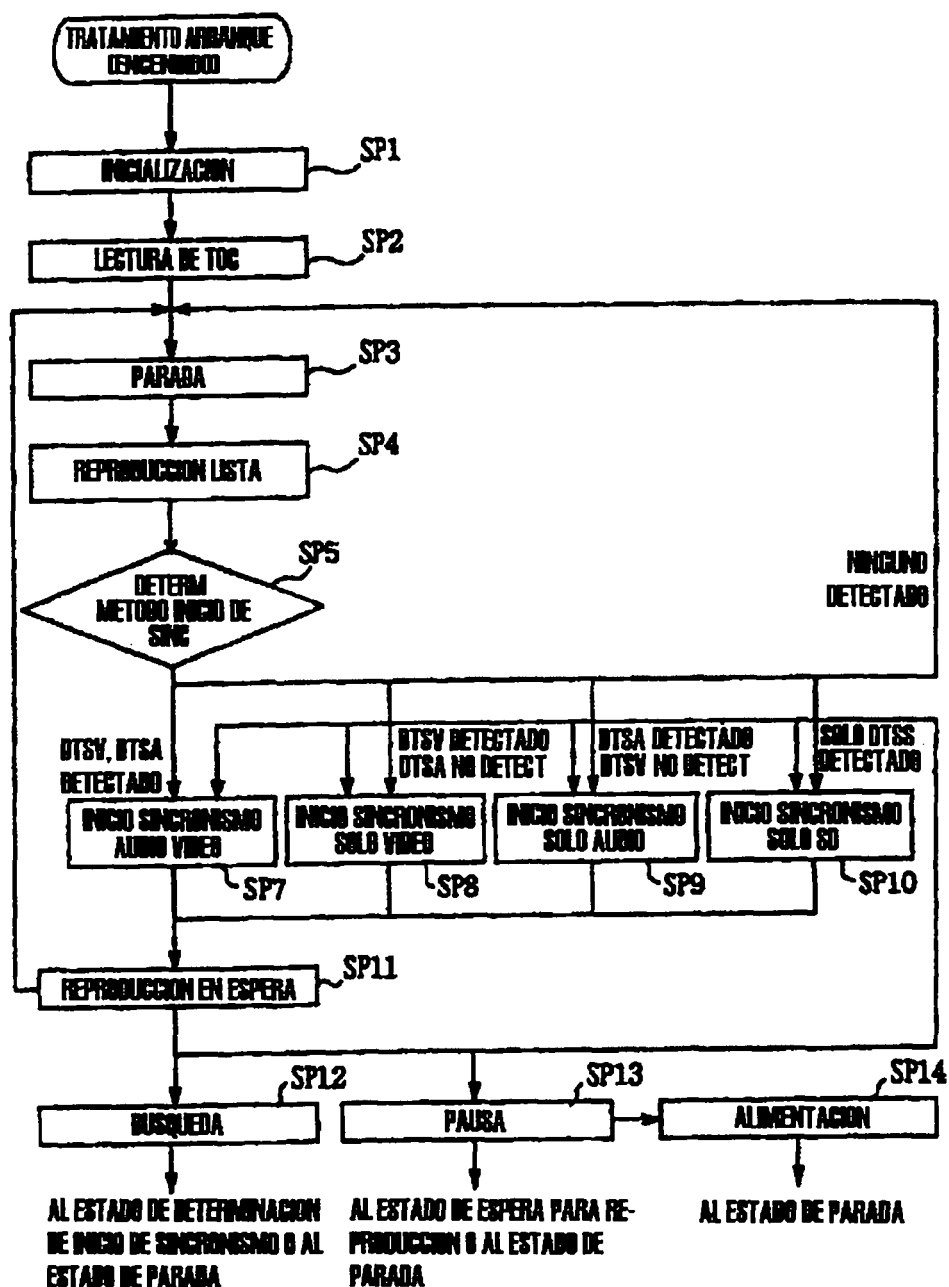 TRATAMIENTO ARRANQUE
(ENCENDIDO)
SP1
INICIALIZACION
SP2
LECTURA DE TOC
SP3
PARADA
SP4
REPRODUCCION LISTA
SP5
DETERM
METODO INICIO DE
SINC
NINGUNO
DETECTADO
DTSV, DTSA
DETECTADO
DTSV DETECTADO
DTSA NO DETECT
DTSA DETECTADO
DTSV NO DETECT
SOLO DTSS
DETECTADO
INICIO SINCRONISMO
AUDIO VIDEO
INICIO SINCRONISMO
SOLO VIDEO
INICIO SINCRONISMO
SOLO AUDIO
INICIO SINCRONISMO
SOLO SD
SP7
SP8
SP9
SP10
SP11
REPRODUCCION EN ESPERA
SP12
SP13
SP14
BUSQUEDA
PAUSA
ALIMENTACION
AL ESTADO DE DETERMINACION
DE INICIO DE SINCRONISMO O AL
ESTADO DE PARADA
AL ESTADO DE ESPERA PARA RE-
PRODUCCION O AL ESTADO DE
PARADA
AL ESTADO DE PARADA